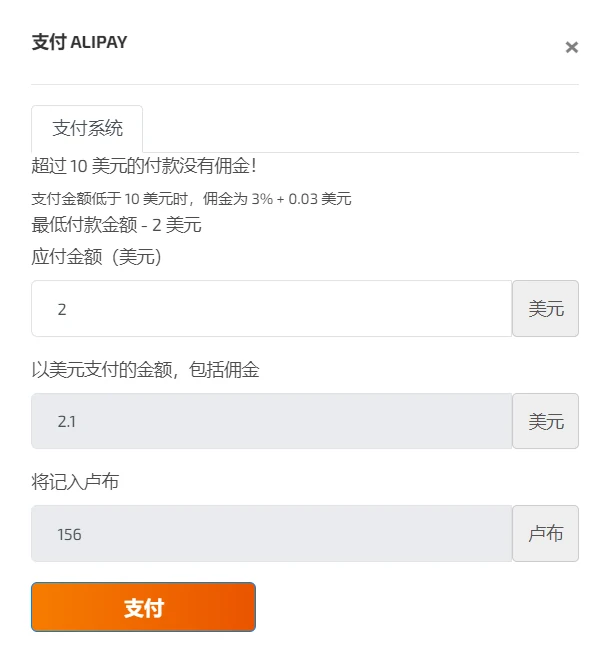 支付 ALIPAY
×
支付系统
超过 10 美元的付款没有佣金!
支付金额低于 10 美元时，佣金为 3% + 0.03 美元
最低付款金额 - 2 美元
应付金额（美元）
2 美元
以美元支付的金额，包括佣金
2.1 美元
将记入卢布
156 卢布
支付